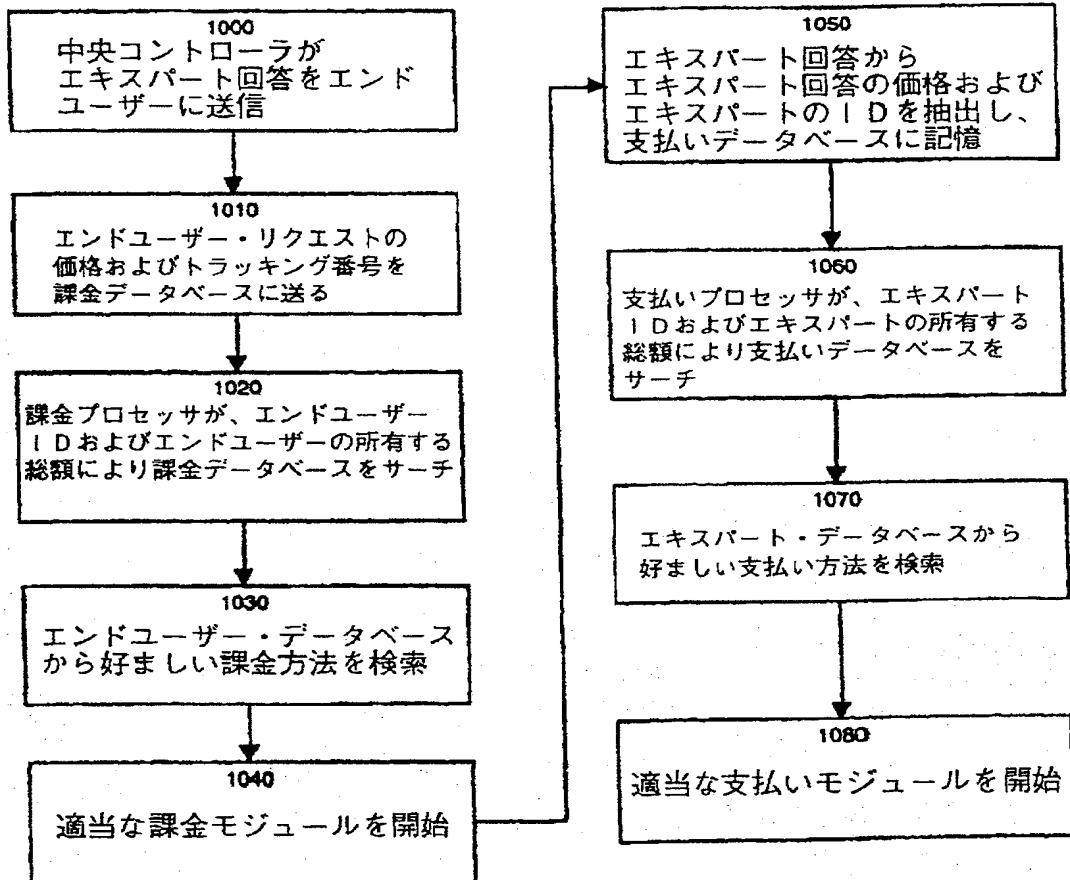 1000
中央コントローラが
エキスパート回答をエンド
ユーザーに送信
1010
エンドユーザー・リクエストの
価格およびトラッキング番号を
課金データベースに送る
1020
課金プロセッサが、エンドユーザー
IDおよびエンドユーザーの所有する
総額により課金データベースをサーチ
1030
エンドユーザー・データベース
から好ましい課金方法を検索
1040
適当な課金モジュールを開始
1050
エキスパート回答から
エキスパート回答の価格および
エキスパートのIDを抽出し、
支払いデータベースに記憶
1060
支払いプロセッサが、エキスパート
IDおよびエキスパートの所有する
総額により支払いデータベースを
サーチ
1070
エキスパート・データベースから
好ましい支払い方法を検索
1080
適当な支払いモジュールを開始